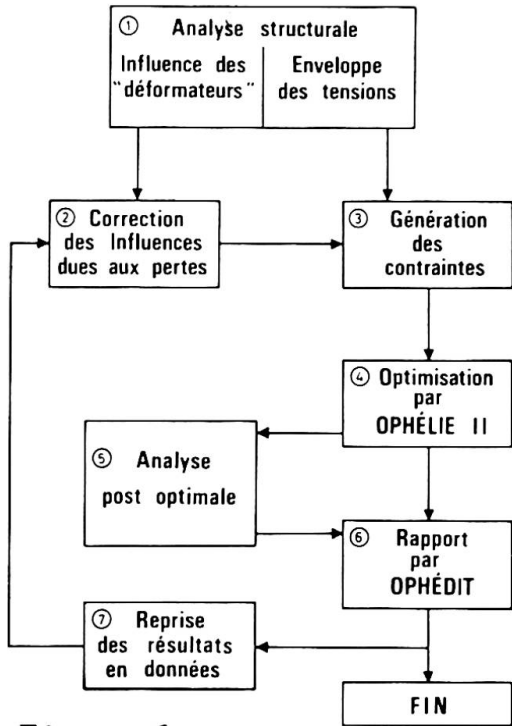 ① Analyse structurale
Influence des
"déformateurs"
Enveloppe
des tensions
② Correction
des Influences
dues aux pertes
③ Génération
des
contraintes
④ Optimisation
par
OPHÉLIE II
⑤ Analyse
post optimale
⑥ Rapport
par
OPHÉDIT
⑦ Reprise
des résultats
en données
FIN